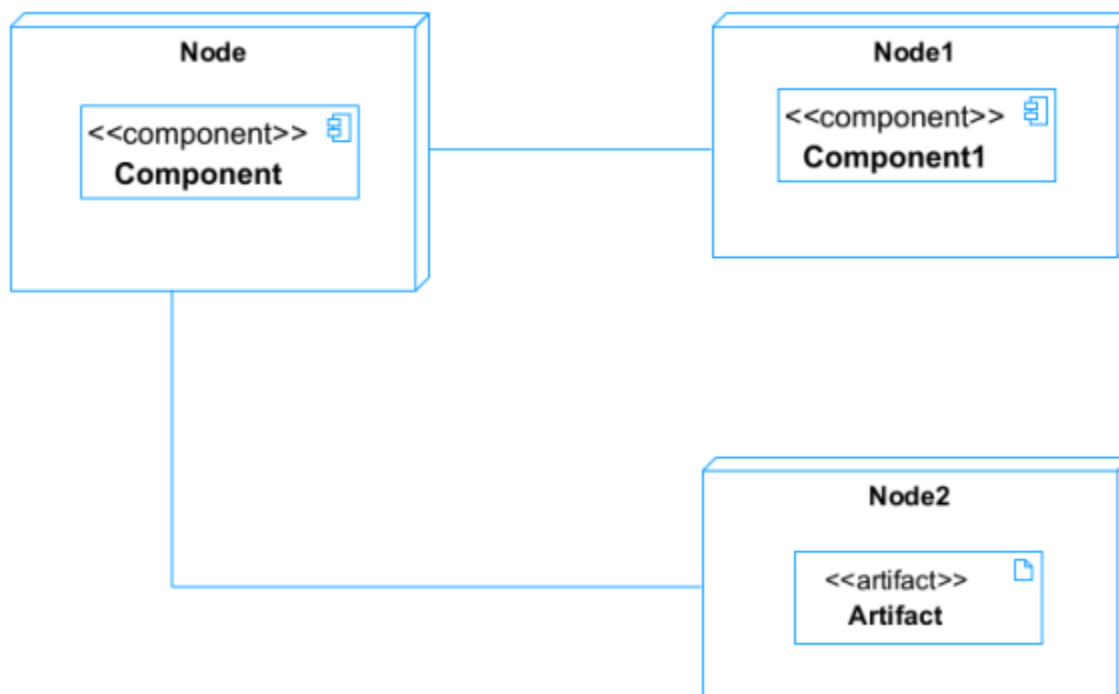 Node
<<component>>
Component
Node1
<<component>>
Component1
Node2
<<artifact>>
Artifact